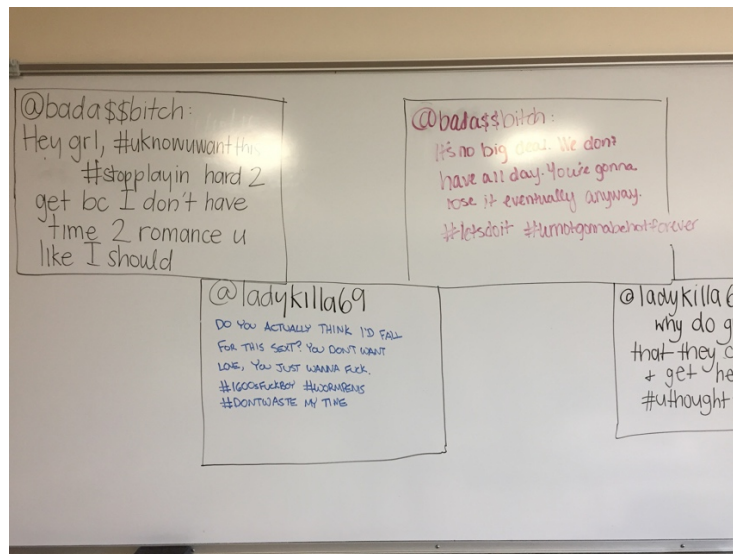 @bada$$bitch:
Hey grl, #uknowuwant this
#stopplayin hard 2
get bc I don't have
time 2 romance u
like I should
@bada$$bitch:
It's no big deal. We don't
have all day. You're gonna
lose it eventually anyway.
#letsdoit #urnotgonnabehotforever
@ladykilla69
DO YOU ACTUALLY THINK I'D FALL
FOR THIS SEXT? YOU DON'T WANT
LOVE, YOU JUST WANNA FUCK.
#1600sFUCKBOY #WORMPENIS
#DONTWASTE MY TIME
@ladykilla6
why do g
that they c
+ get he
#uthought